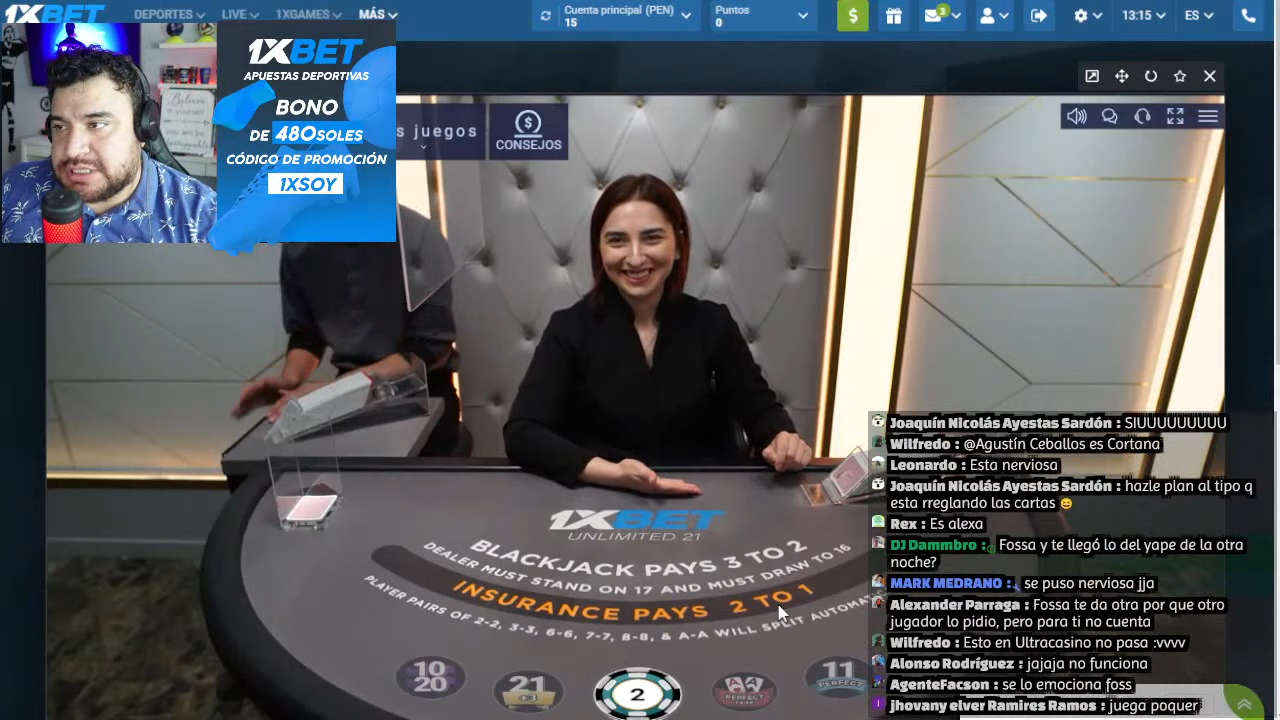 1XBET
DEPORTES
LIVE
1XGAMES
MÁS
Cuenta principal (PEN)
15
Puntos
0
$
3
13:15
ES
1XBET
APUESTAS DEPORTIVAS
BONO
DE 480SOLES
CÓDIGO DE PROMOCIÓN
1XSOY
s juegos
CONSEJOS
1XBET
UNLIMITED 21
BLACKJACK PAYS 3 TO 2
DEALER MUST STAND ON 17 AND MUST DRAW TO 16
INSURANCE PAYS 2 TO 1
PLAYER PAIRS OF 2-2, 3-3, 6-6, 7-7, 8-8, & A-A WILL SPLIT AUTOMAT
10
20
21
+3
2
AA
PERFECT
11
PERFECT
Joaquín Nicolás Ayestas Sardón : SIUUUUUUUUU
Wilfredo : @Agustín Ceballos es Cortana
Leonardo : Esta nerviosa
Joaquín Nicolás Ayestas Sardón : hazle plan al tipo q
esta rreglando las cartas 😆
Rex : Es alexa
DJ Dammbro : Fossa y te llegó lo del yape de la otra
noche?
MARK MEDRANO : se puso nerviosa jja
Alexander Parraga : Fossa te da otra por que otro
jugador lo pidio, pero para ti no cuenta
Wilfredo : Esto en Ultracasino no pasa :vvvv
Alonso Rodríguez : jajaja no funciona
AgenteFacson : se lo emociona foss
jhovany elver Ramires Ramos : juega poquer